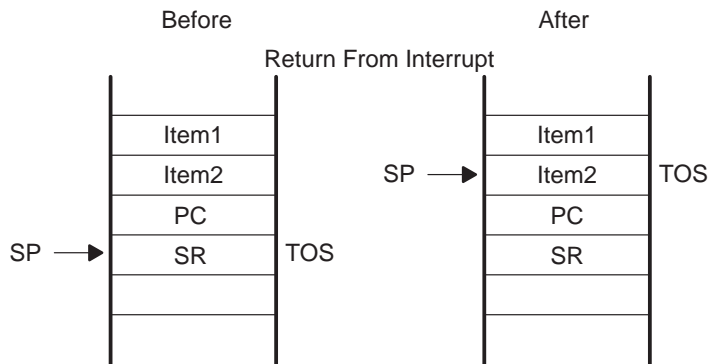 Before After
Return From Interrupt
Item1 Item1
Item2 SP Item2 TOS
PC PC
SP SR TOS SR